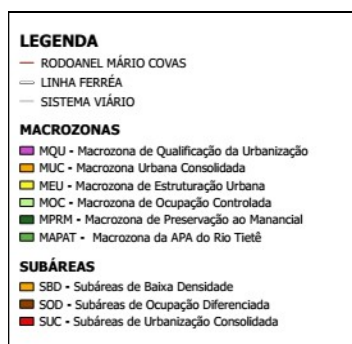 LEGENDA
RODOANEL MÁRIO COVAS
LINHA FERRÉA
SISTEMA VIÁRIO
MACROZONAS
MQU - Macrozona de Qualificação da Urbanização
MUC - Macrozona Urbana Consolidada
MEU - Macrozona de Estruturação Urbana
MOC - Macrozona de Ocupação Controlada
MPRM - Macrozona de Preservação ao Manancial
MAPAT - Macrozona da APA do Rio Tietê
SUBÁREAS
SBD - Subáreas de Baixa Densidade
SOD - Subáreas de Ocupação Diferenciada
SUC - Subáreas de Urbanização Consolidada